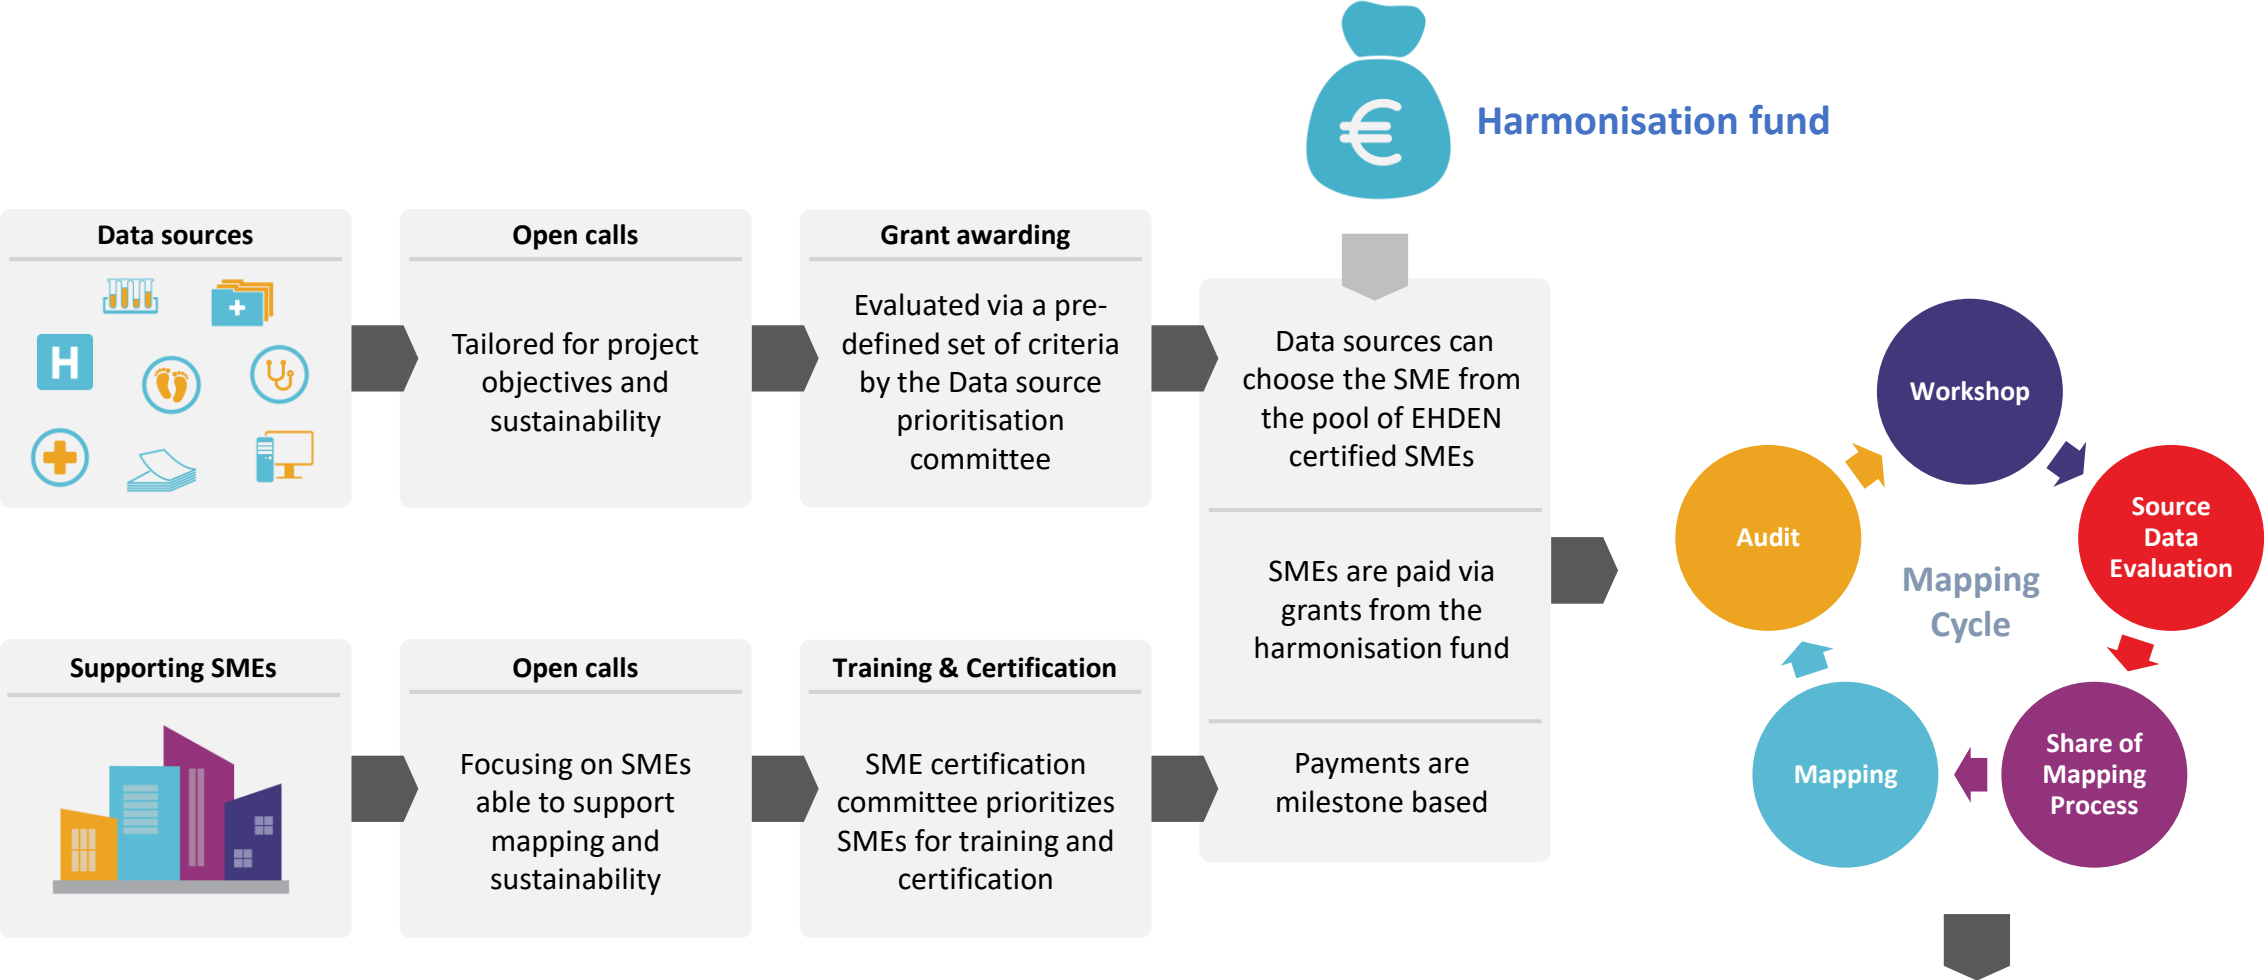 Harmonisation fund
Data sources
H
Open calls
Tailored for project
objectives and
sustainability
Grant awarding
Evaluated via a pre-
defined set of criteria
by the Data source
prioritisation
committee
Supporting SMEs
Open calls
Focusing on SMEs
able to support
mapping and
sustainability
Training & Certification
SME certification
committee prioritizes
SMEs for training and
certification
€
Data sources can
choose the SME from
the pool of EHDEN
certified SMEs
SMEs are paid via
grants from the
harmonisation fund
Payments are
milestone based
Mapping
Cycle
Workshop
Source
Data
Evaluation
Share of
Mapping
Process
Mapping
Audit